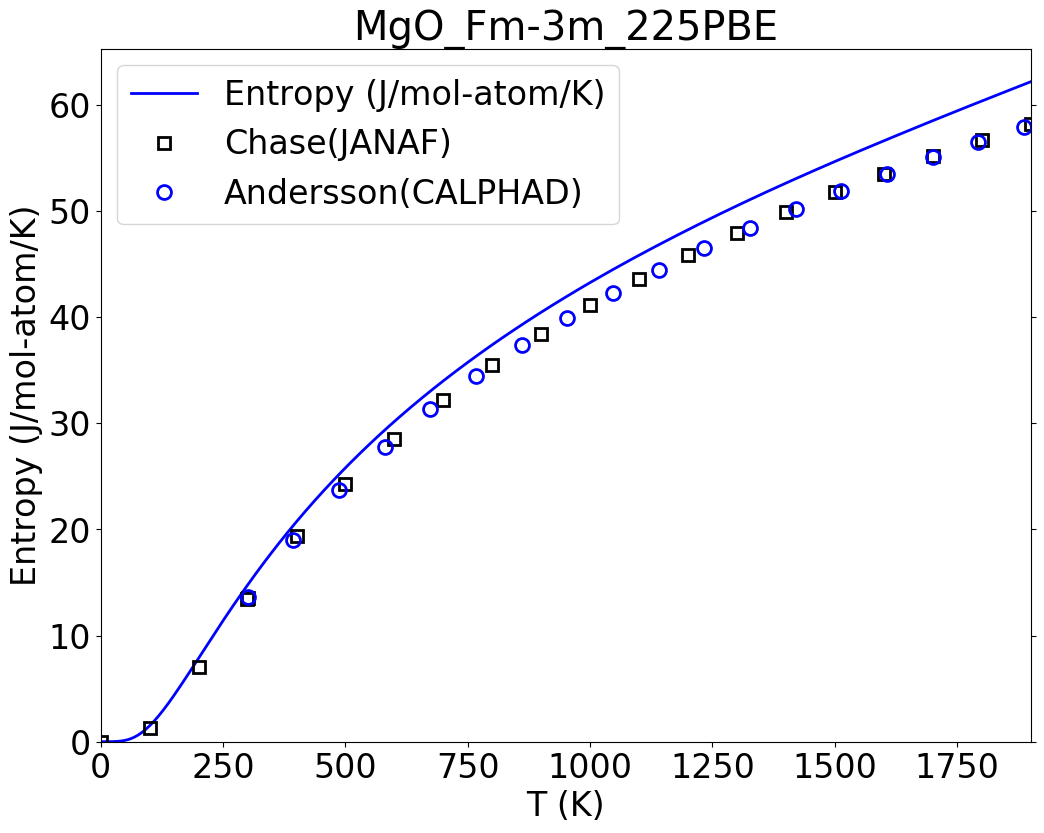 MgO_Fm-3m_225PBE
Entropy (J/mol-atom/K)
Chase(JANAF)
Andersson(CALPHAD)
Entropy (J/mol-atom/K)
60
50
40
30
20
10
0
0 250 500 750 1000 1250 1500 1750
T (K)